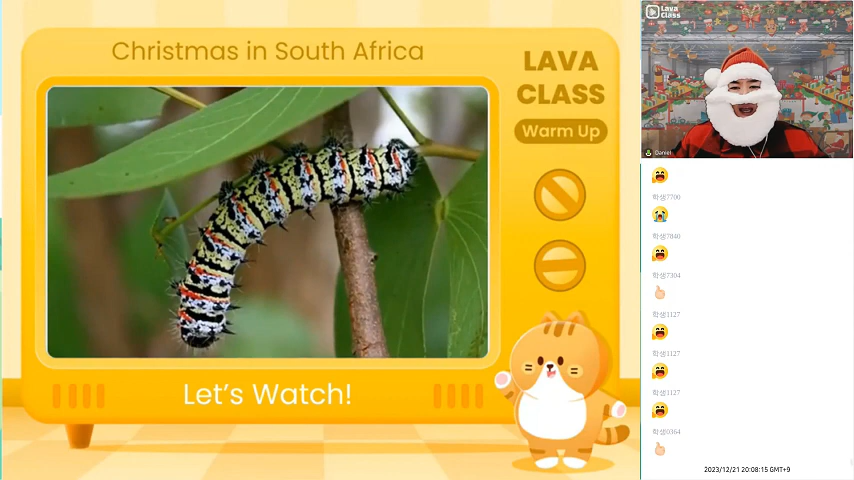 Christmas in South Africa
LAVA
CLASS
Warm Up
Let's Watch!
Lava
Class
Daniel
학생7700
학생7840
학생7304
학생1127
학생1127
학생1127
학생9364
2023/12/21 20:08:15 GMT+9